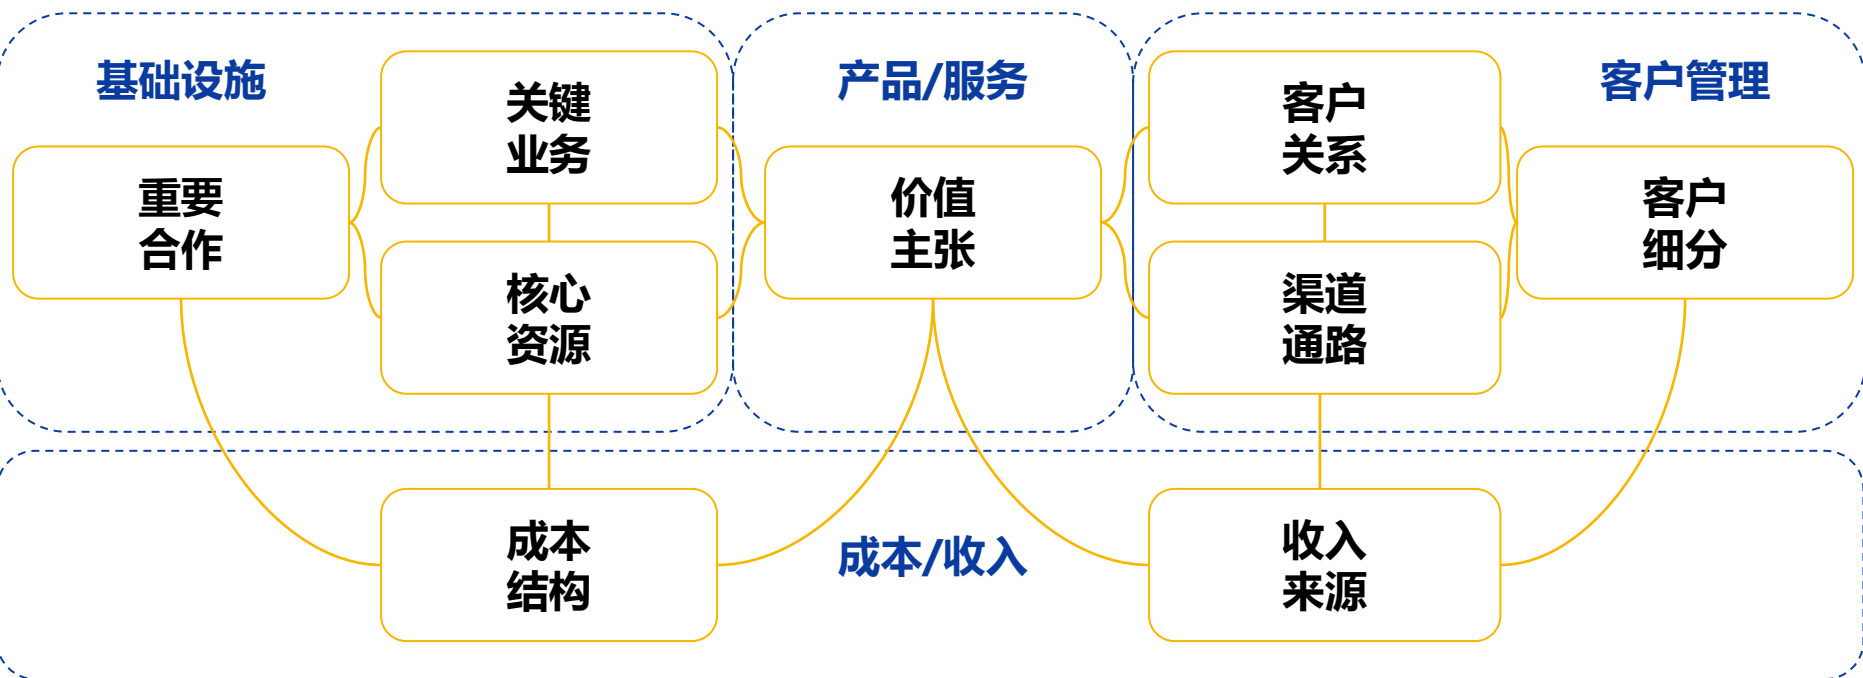 基础设施
重要
合作
关键
业务
核心
资源
产品/服务
价值
主张
客户管理
客户
关系
渠道
通路
客户
细分
成本/收入
成本
结构
收入
来源